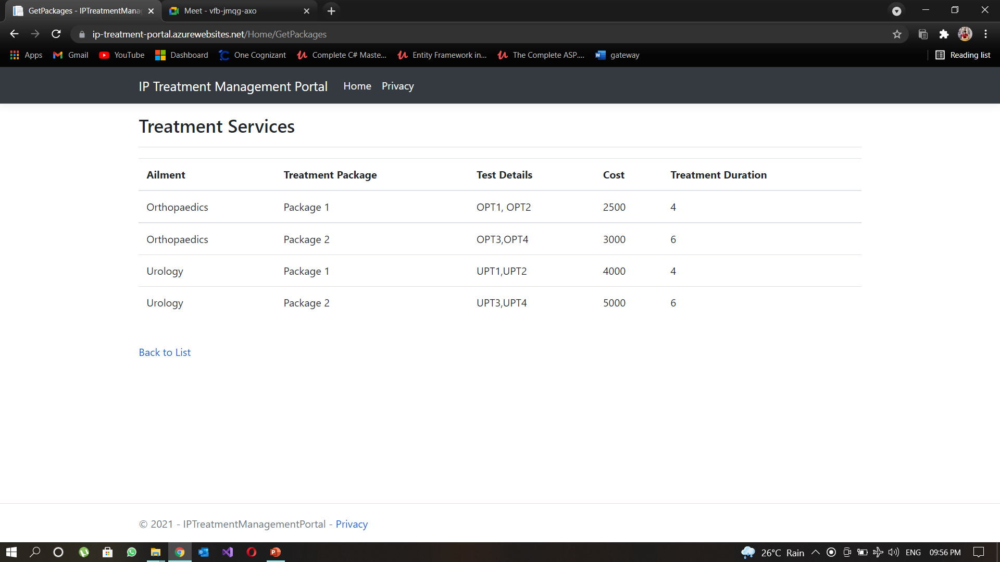 GetPackages - IPTreatmentMana
Meet - vfb-jmqg-axo
ip-treatment-portal.azurewebsites.net/Home/GetPackages
Apps Gmail YouTube Dashboard One Cognizant Complete C# Maste... Entity Framework in... The Complete ASP.... gateway Reading list
IP Treatment Management Portal Home Privacy
Treatment Services
Ailment Treatment Package Test Details Cost Treatment Duration
Orthopaedics Package 1 OPT1, OPT2 2500 4
Orthopaedics Package 2 OPT3,OPT4 3000 6
Urology Package 1 UPT1,UPT2 4000 4
Urology Package 2 UPT3,UPT4 5000 6
Back to List
© 2021 - IPTreatmentManagementPortal - Privacy
26°C Rain ENG 09:56 PM